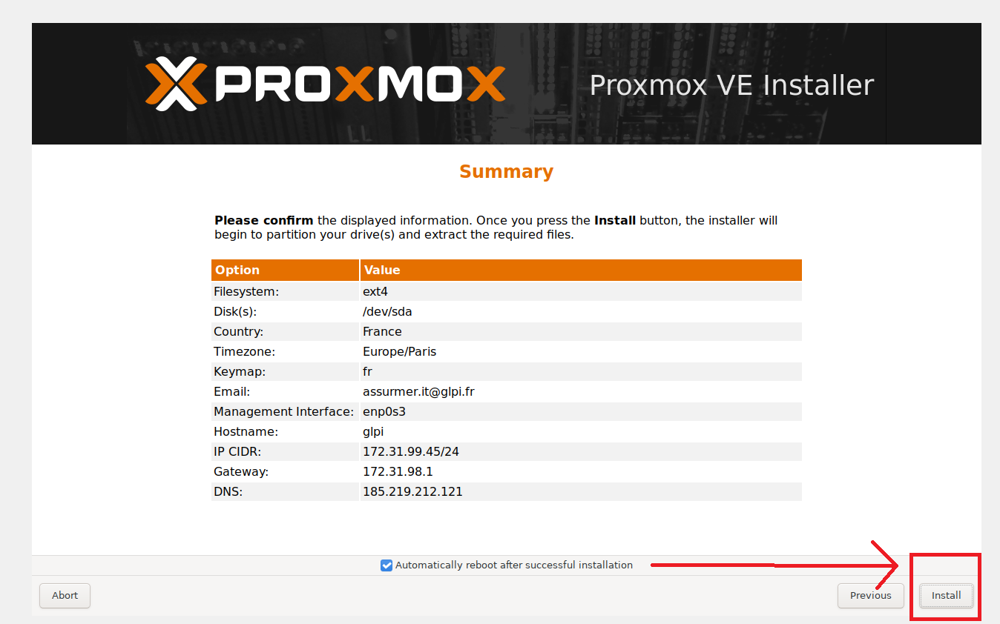 PROXMOX
Proxmox VE Installer
Summary
Please confirm the displayed information. Once you press the Install button, the installer will
begin to partition your drive(s) and extract the required files.
Option Value
Filesystem: ext4
Disk(s): /dev/sda
Country: France
Timezone: Europe/Paris
Keymap: fr
Email: assurmer.it@glpi.fr
Management Interface: enp0s3
Hostname: glpi
IP CIDR: 172.31.99.45/24
Gateway: 172.31.98.1
DNS: 185.219.212.121
Automatically reboot after successful installation
Abort Previous Install